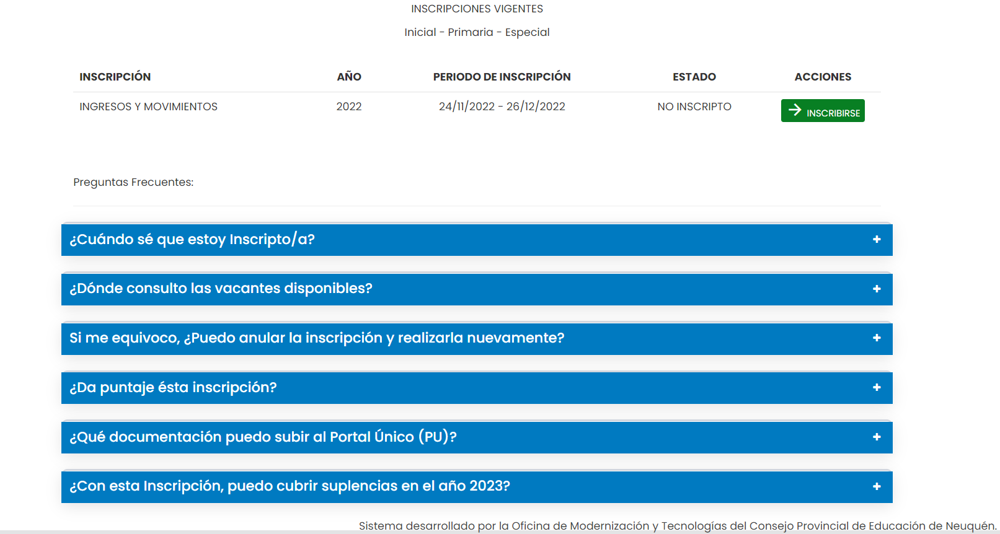 INSCRIPCIONES VIGENTES
Inicial - Primaria - Especial
INSCRIPCIÓN AÑO PERIODO DE INSCRIPCIÓN ESTADO ACCIONES
INGRESOS Y MOVIMIENTOS 2022 24/11/2022 - 26/12/2022 NO INSCRIPTO → INSCRIBIRSE
Preguntas Frecuentes:
¿Cuándo sé que estoy Inscripto/a? +
¿Dónde consulto las vacantes disponibles? +
Si me equivoco, ¿Puedo anular la inscripción y realizarla nuevamente? +
¿Da puntaje ésta inscripción? +
¿Qué documentación puedo subir al Portal Único (PU)? +
¿Con esta Inscripción, puedo cubrir suplencias en el año 2023? +
Sistema desarrollado por la Oficina de Modernización y Tecnologías del Consejo Provincial de Educación de Neuquén.